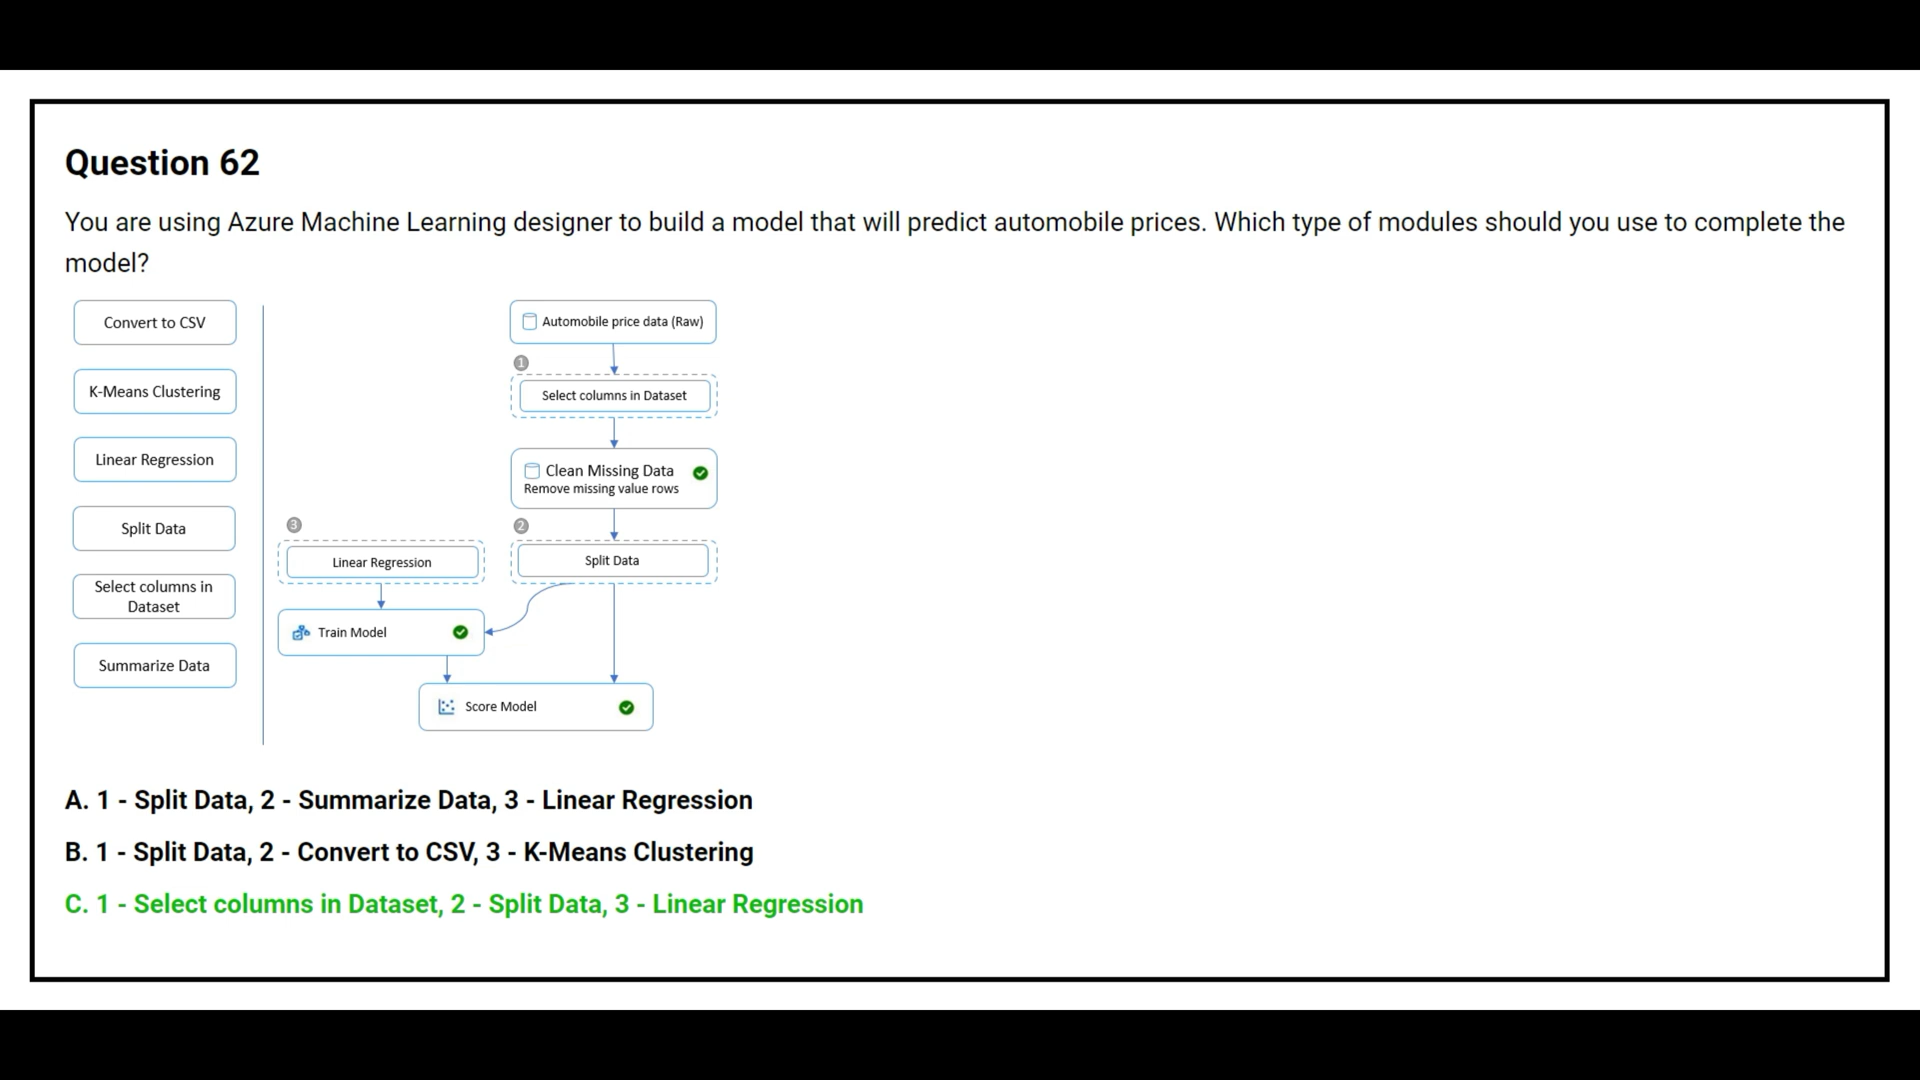 Question 62
You are using Azure Machine Learning designer to build a model that will predict automobile prices. Which type of modules should you use to complete the
model?
Convert to CSV
K-Means Clustering
Linear Regression
Split Data
Select columns in
Dataset
Summarize Data
Automobile price data (Raw)
1
Select columns in Dataset
Clean Missing Data
Remove missing value rows
3
2
Linear Regression
Split Data
Train Model
Score Model
A. 1 - Split Data, 2 - Summarize Data, 3 - Linear Regression
B. 1 - Split Data, 2 - Convert to CSV, 3 - K-Means Clustering
C. 1 - Select columns in Dataset, 2 - Split Data, 3 - Linear Regression